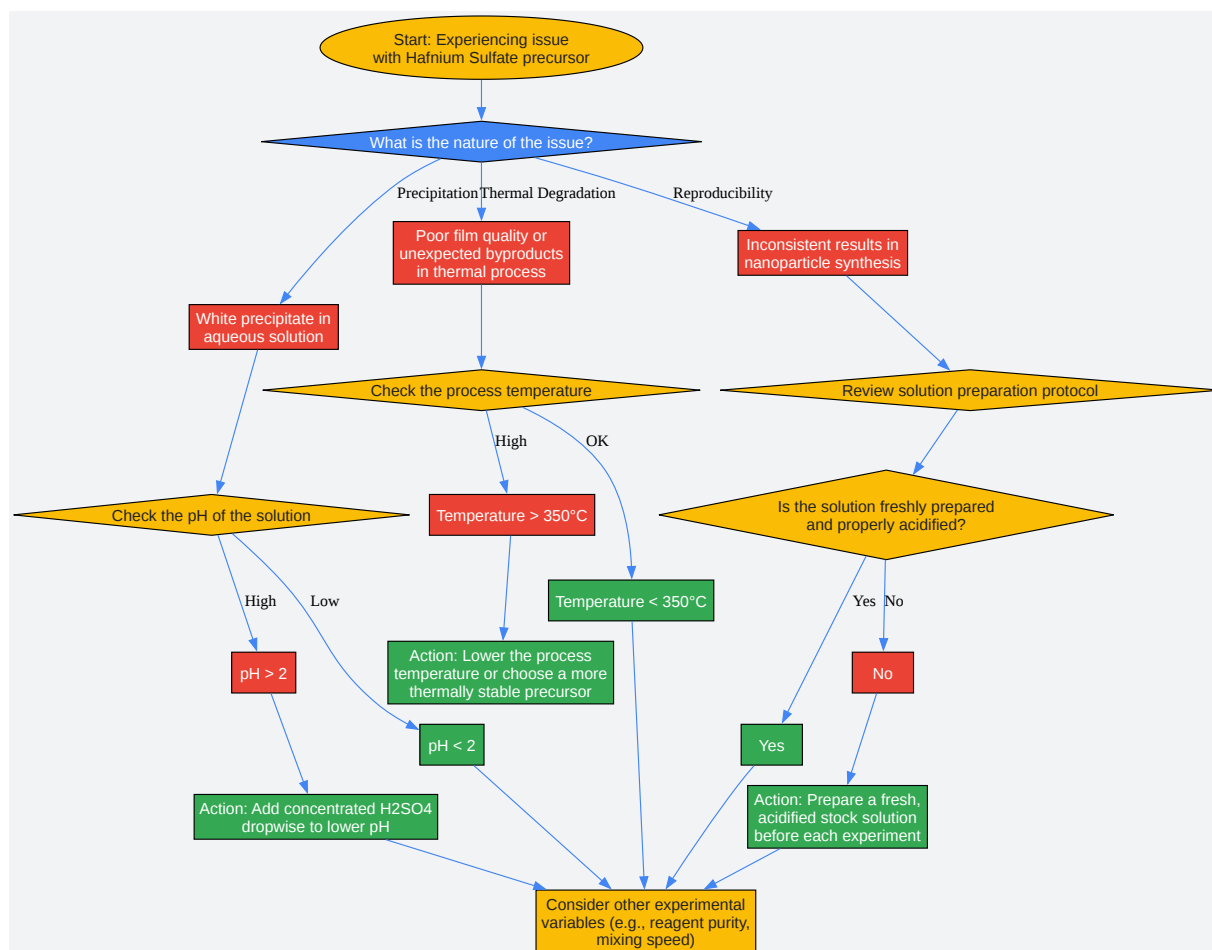 Start: Experiencing issue
with Hafnium Sulfate precursor
What is the nature of the issue?
Precipitation
Thermal Degradation
Reproducibility
Poor film quality or
unexpected byproducts
in thermal process
Inconsistent results in
nanoparticle synthesis
White precipitate in
aqueous solution
Check the process temperature
Review solution preparation protocol
High
OK
Check the pH of the solution
Temperature > 350°C
Is the solution freshly prepared
and properly acidified?
High
Low
Temperature < 350°C
Yes
No
Action: Lower the process
temperature or choose a more
thermally stable precursor
pH > 2
No
pH < 2
Yes
Action: Add concentrated H2SO4
dropwise to lower pH
Action: Prepare a fresh,
acidified stock solution
before each experiment
Consider other experimental
variables (e.g., reagent purity,
mixing speed)